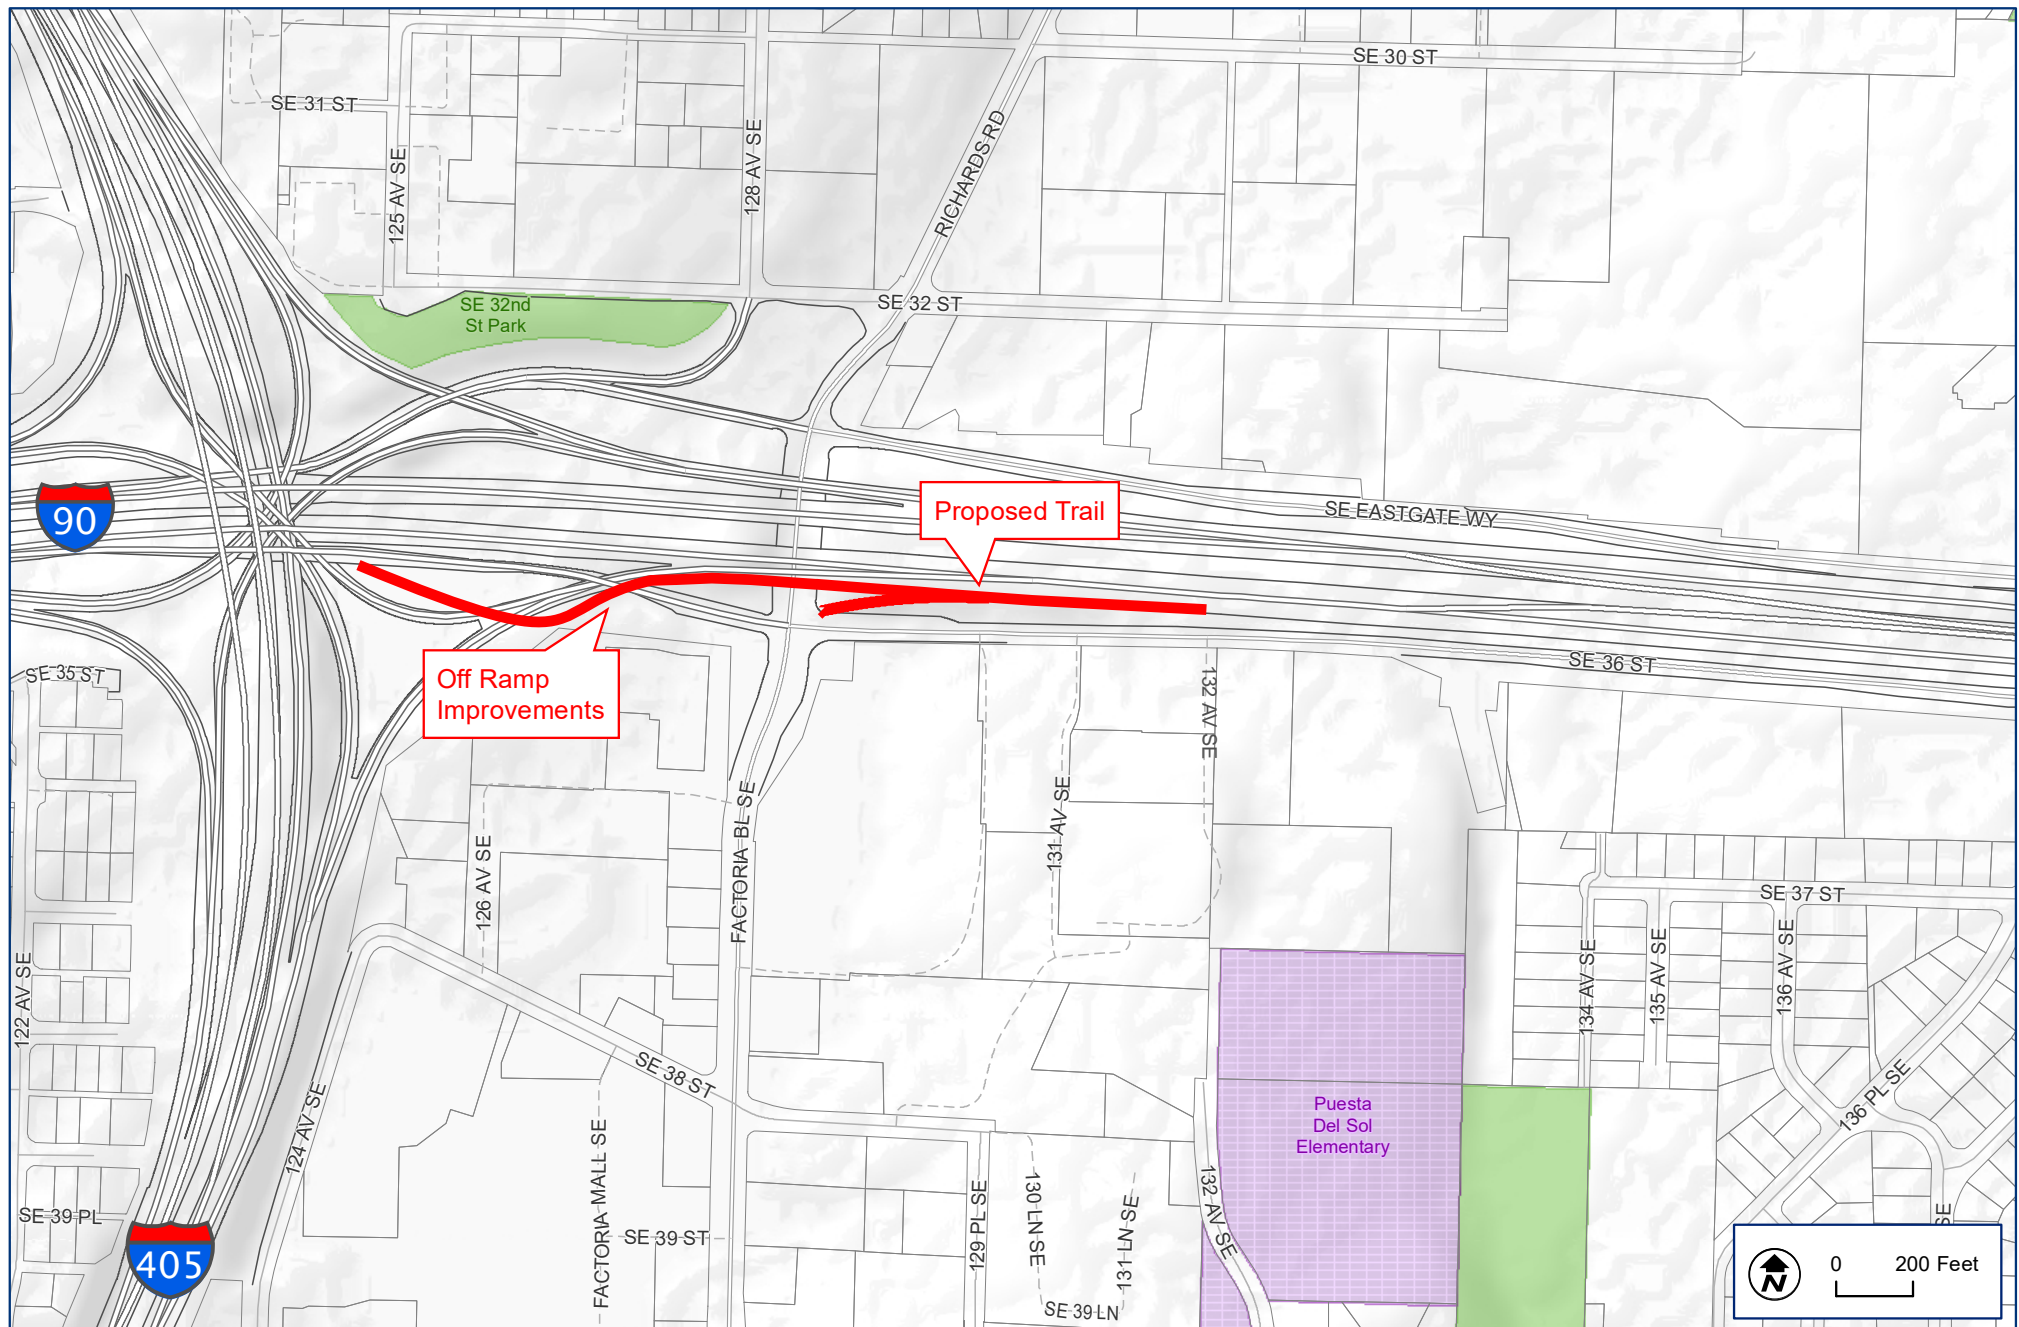 SE 30 ST
SE 31 ST
125 AV SE
128 AV SE
RICHARDS RD
SE 32nd
St Park
SE 32 ST
90
Proposed Trail
SE EASTGATE WY
Off Ramp
Improvements
SE 35 ST
SE 36 ST
132 AV SE
131 AV SE
126 AV SE
FACTORIA BL SE
SE 37 ST
122 AV SE
134 AV SE
135 AV SE
136 AV SE
136 PL SE
SE 38 ST
124 AV SE
Puesta
Del Sol
Elementary
FACTORIA MALL SE
129 PL SE
130 LN SE
131 LN SE
132 AV SE
SE
SE 39 PL
SE 39 ST
405
SE 39 LN
N
0 200 Feet